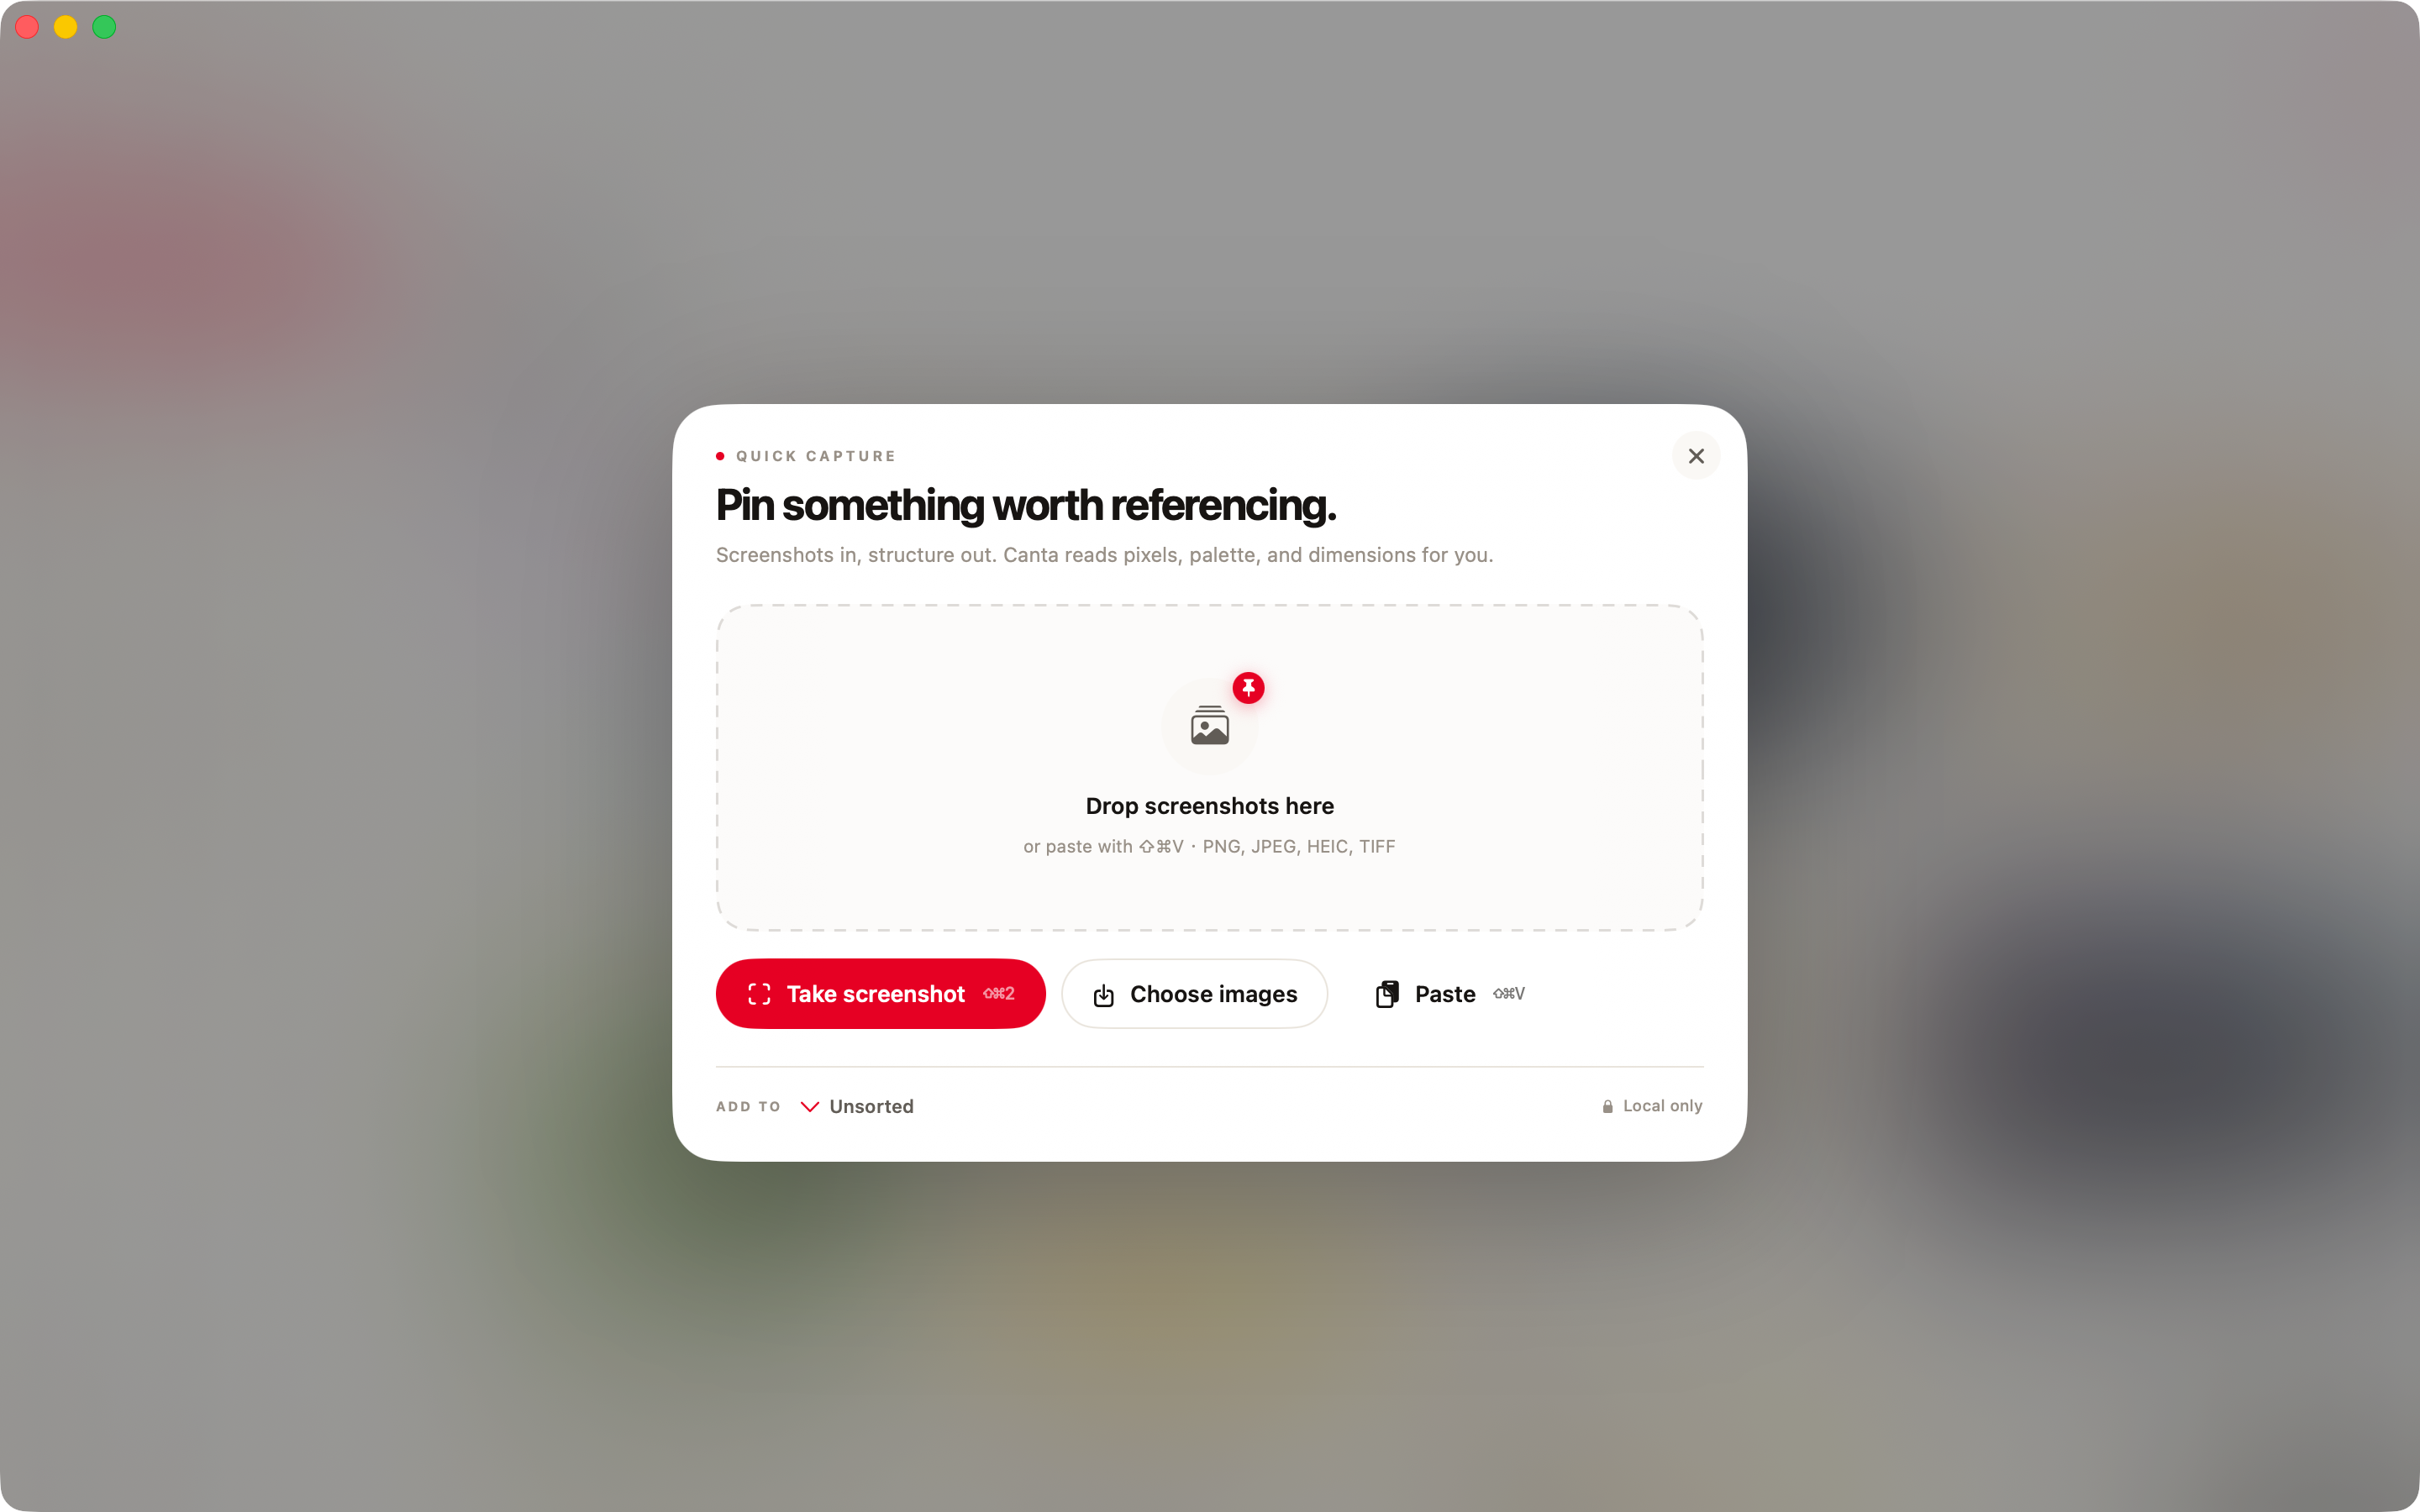 QUICK CAPTURE
Pin something worth referencing.
Screenshots in, structure out. Canta reads pixels, palette, and dimensions for you.
Drop screenshots here
or paste with ⇧⌘V · PNG, JPEG, HEIC, TIFF
Take screenshot ⇧⌘2
Choose images
Paste ⇧⌘V
ADD TO Unsorted
Local only